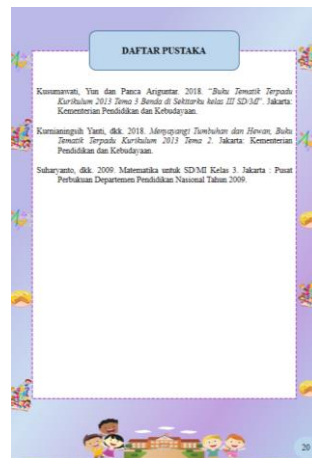 DAFTAR PUSTAKA
Kusumawati, Yun dan Panca Ariguntar. 2018. "Buku Tematik Terpadu
Kurikulum 2013 Tema 3 Benda di Sekitarku kelas III SD/MI". Jakarta:
Kementerian Pendidikan dan Kebudayaan.
Kurnianingsih Yanti, dkk. 2018. Menyayangi Tumbuhan dan Hewan, Buku
Tematik Terpadu Kurikulum 2013 Tema 2. Jakarta: Kementerian
Pendidikan dan Kebudayaan.
Suharyanto, dkk. 2009. Matematika untuk SD/MI Kelas 3. Jakarta : Pusat
Perbukuan Departemen Pendidikan Nasional Tahun 2009.
20